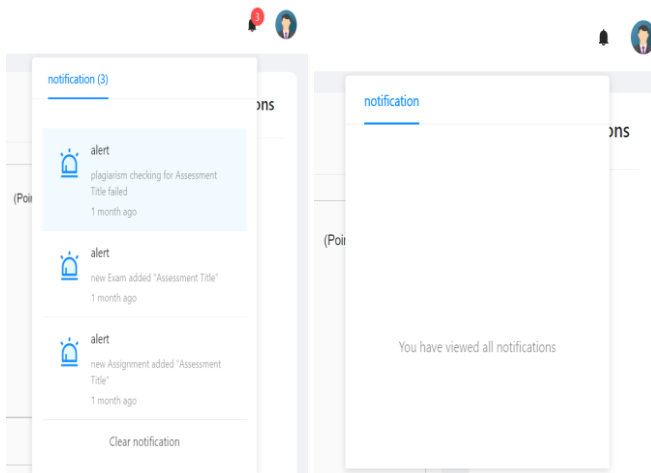 3
notification (3)
ons
alert
plagiarism checking for Assessment
Title failed
1 month ago
(Poi
alert
new Exam added "Assessment Title"
1 month ago
alert
new Assignment added "Assessment
Title"
1 month ago
Clear notification
notification
ons
(Poi
You have viewed all notifications